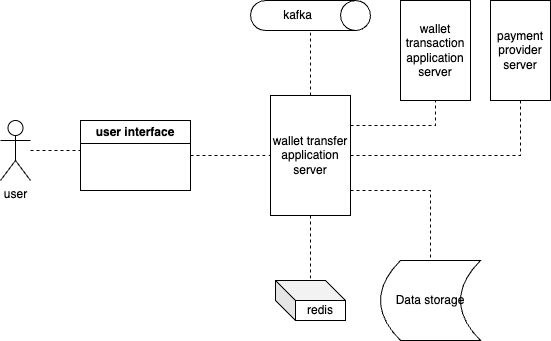 kafka
wallet
transaction
application
server
payment
provider
server
user interface
wallet transfer
application
server
user
redis
Data storage